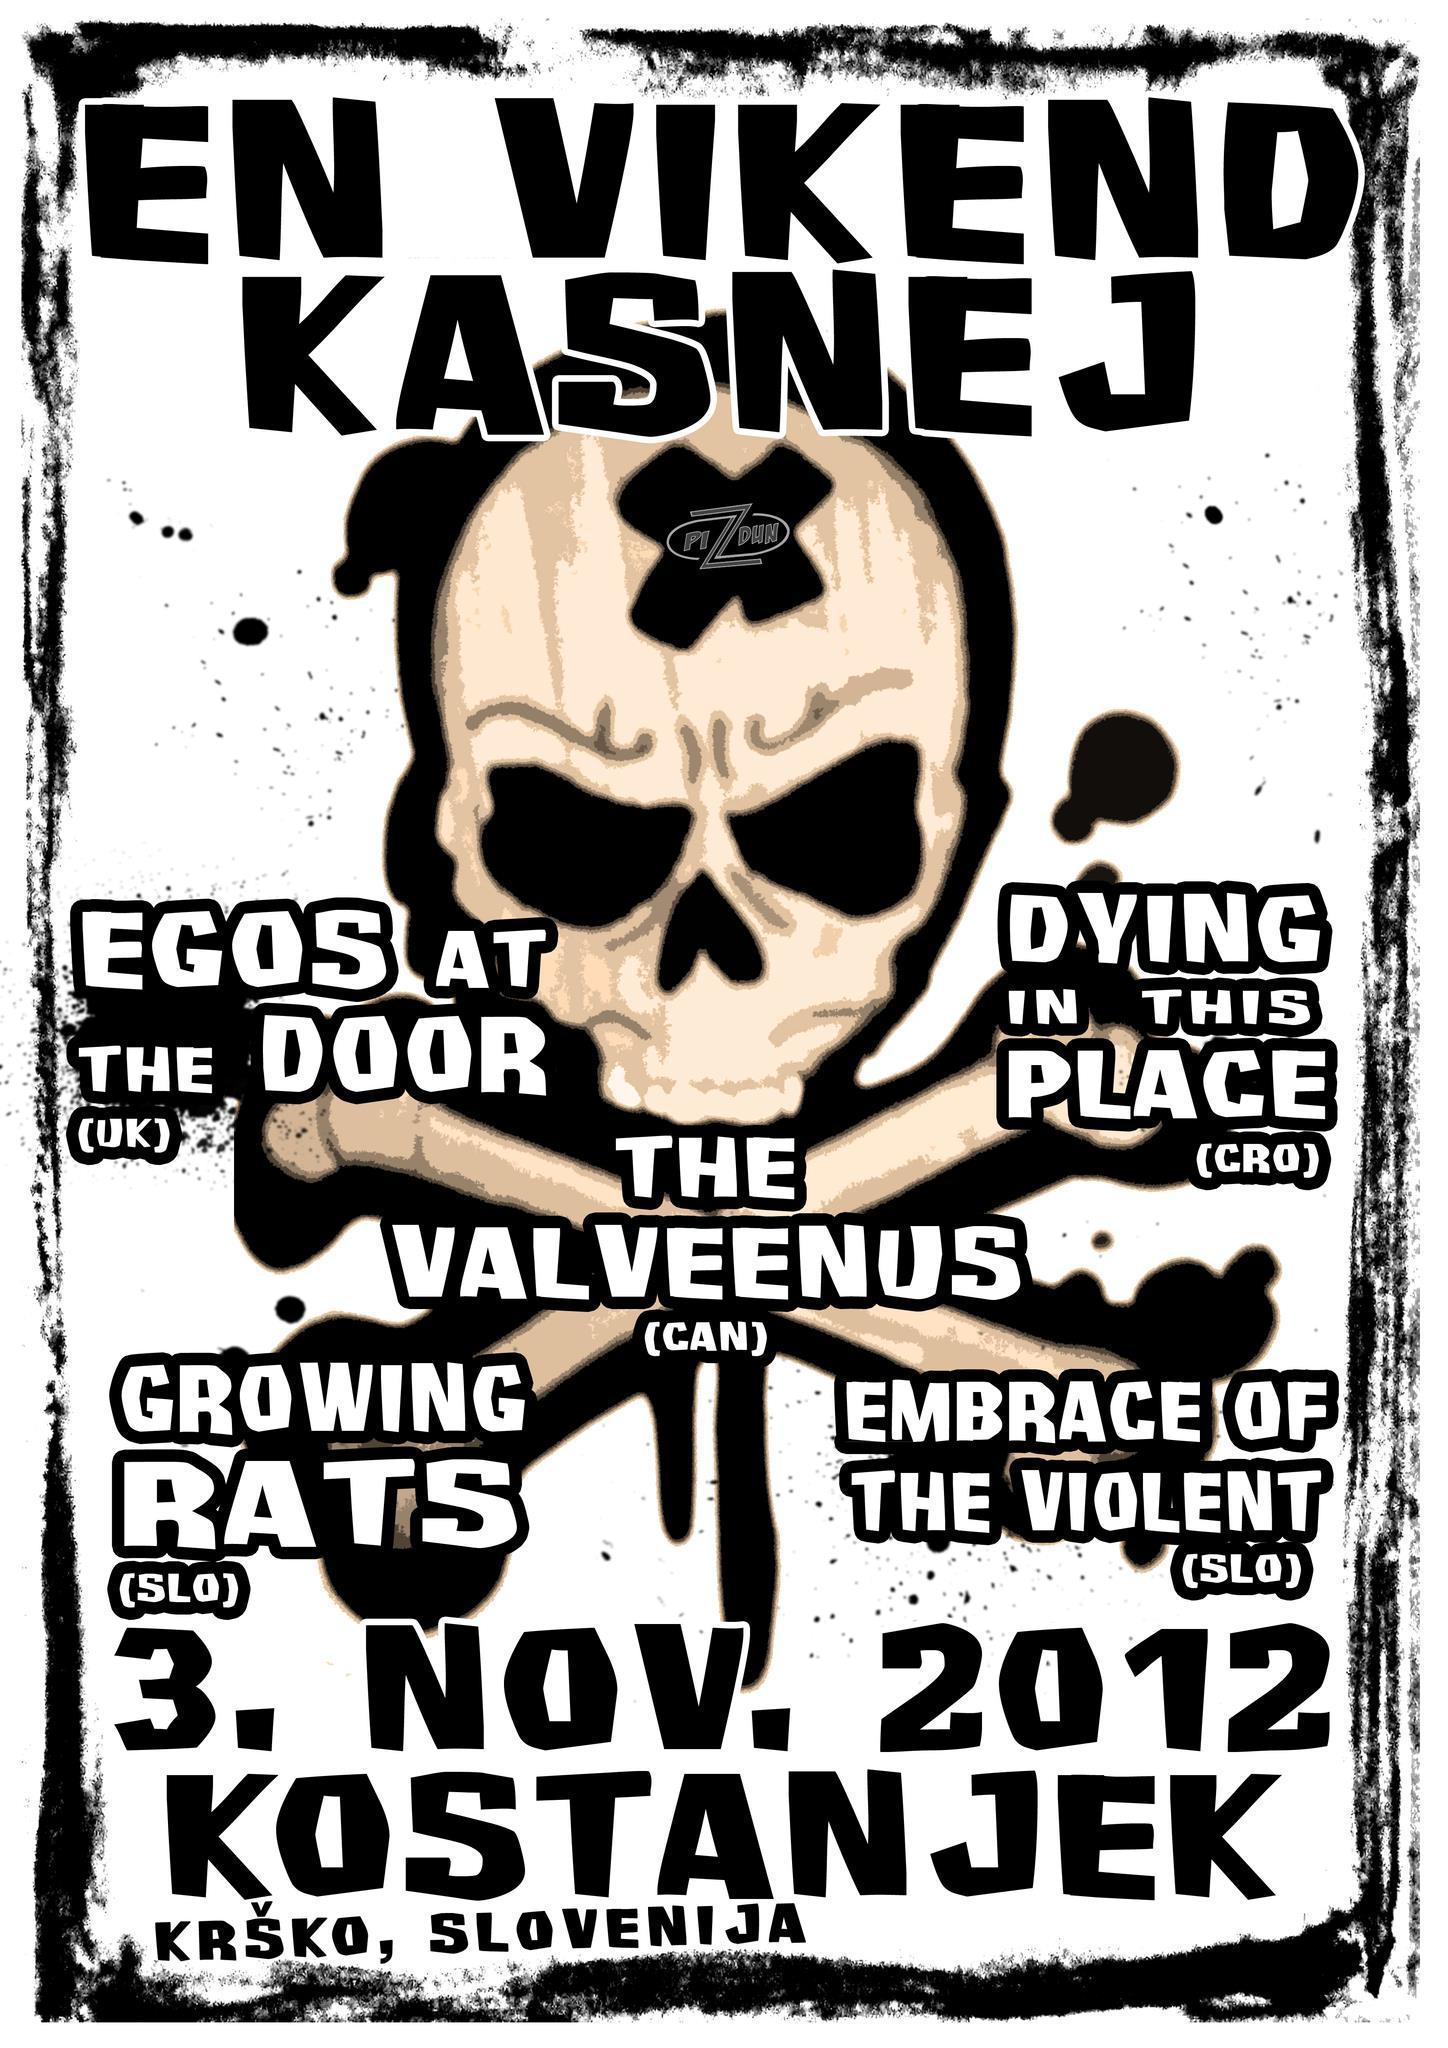 EN VIKEND
KASNEJ
PIZDUN
EGOS AT
THE DOOR
(UK)
DYING
IN THIS
PLACE
(CRO)
THE
VALVEENUS
(CAN)
GROWING
RATS
(SLO)
EMBRACE OF
THE VIOLENT
(SLO)
3. NOV. 2012
KOSTANJEK
KRŠKO, SLOVENIJA